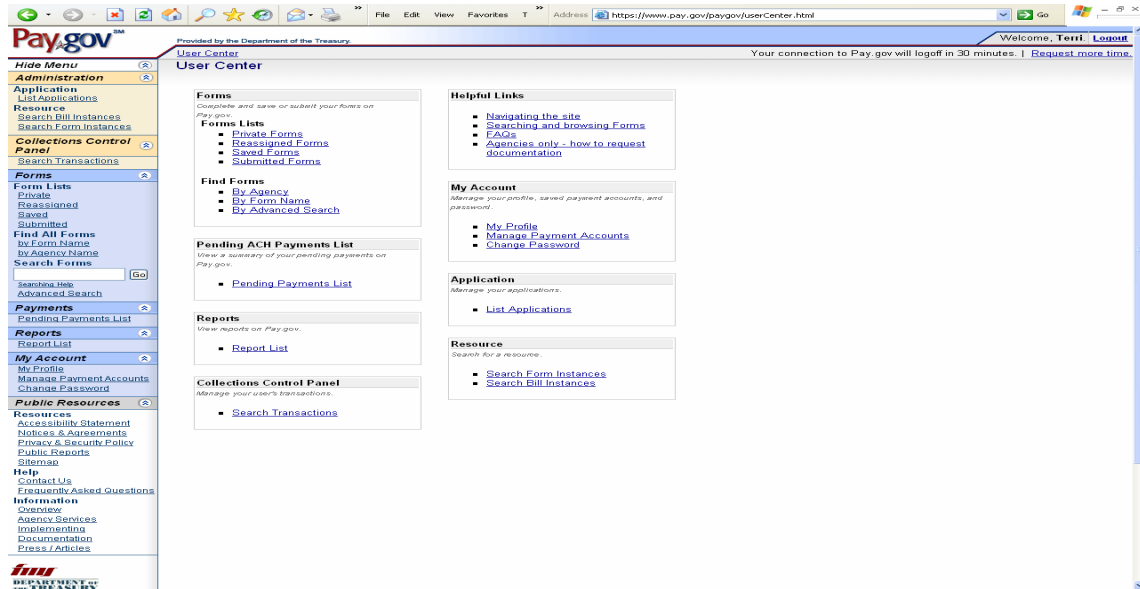 File Edit View Favorites T » Address https://www.pay.gov/paygov/userCenter.html Go
Pay.gov SM
Provided by the Department of the Treasury.
Welcome, Terri. Logout
User Center
Your connection to Pay.gov will logoff in 30 minutes. | Request more time.
Hide Menu
Administration
Application
List Applications
Resource
Search Bill Instances
Search Form Instances
Collections Control
Panel
Search Transactions
Forms
Form Lists
Private
Reassigned
Saved
Submitted
Find All Forms
by Form Name
by Agency Name
Search Forms
Go
Searching Help
Advanced Search
Payments
Pending Payments List
Reports
Report List
My Account
My Profile
Manage Payment Accounts
Change Password
Public Resources
Resources
Accessibility Statement
Notices & Agreements
Privacy & Security Policy
Public Reports
Sitemap
Help
Contact Us
Frequently Asked Questions
Information
Overview
Agency Services
Implementing
Documentation
Press / Articles
fms
DEPARTMENT OF
THE TREASURY
User Center
Forms
Complete and save or submit your forms on
Pay.gov.
Forms Lists
Private Forms
Reassigned Forms
Saved Forms
Submitted Forms
Find Forms
By Agency
By Form Name
By Advanced Search
Pending ACH Payments List
View a summary of your pending payments on
Pay.gov.
Pending Payments List
Reports
View reports on Pay.gov.
Report List
Collections Control Panel
Manage your user's transactions.
Search Transactions
Helpful Links
Navigating the site
Searching and browsing Forms
FAQs
Agencies only - how to request
documentation
My Account
Manage your profile, saved payment accounts, and
password.
My Profile
Manage Payment Accounts
Change Password
Application
Manage your applications.
List Applications
Resource
Search for a resource.
Search Form Instances
Search Bill Instances